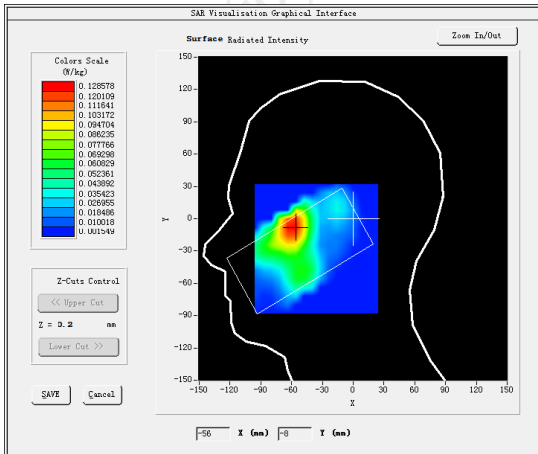 SAR Visualisation Graphical Interface
Surface Radiated Intensity
Zoom In/Out
Colors Scale
(W/kg)
0.128578
0.120109
0.111641
0.103172
0.094704
0.086235
0.077766
0.069298
0.060829
0.052361
0.043892
0.035423
0.026955
0.018486
0.010018
0.001549
Z-Cuts Control
<< Upper Cut
Z = 0.2 mm
Lower Cut >>
SAVE Cancel
150
120
90
60
30
0
-30
-60
-90
-120
-150
Y
-150 -120 -90 -60 -30 0 30 60 90 120 150
X
-56 X (mm) -8 Y (mm)